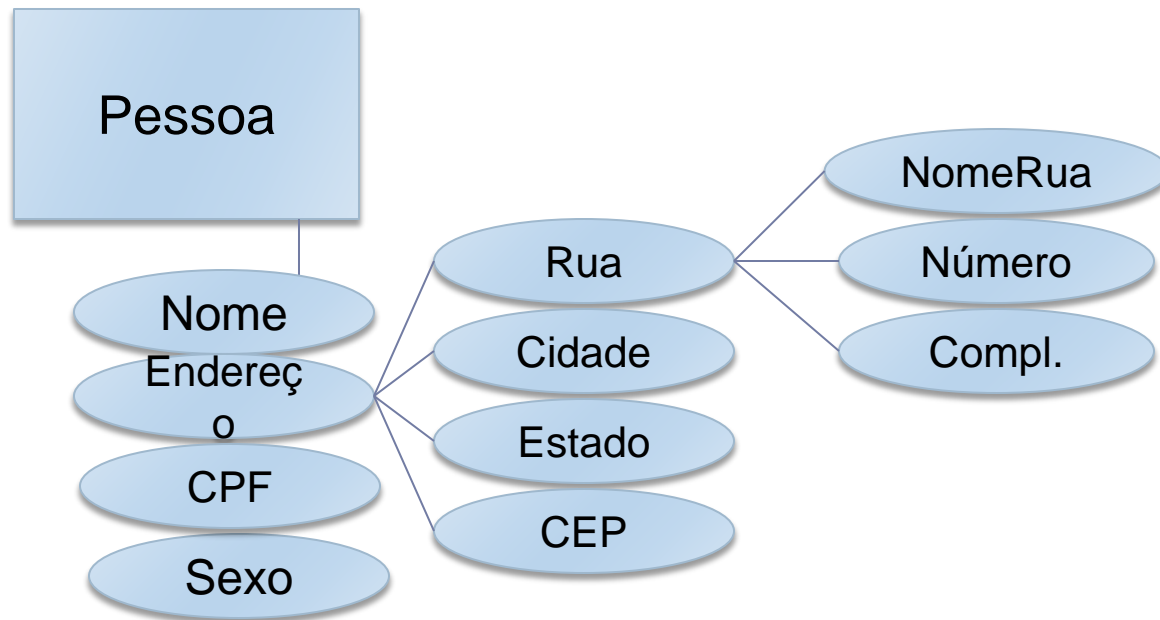 Pessoa
Nome
Endereç
o
CPF
Sexo
Rua
Cidade
Estado
CEP
NomeRua
Número
Compl.